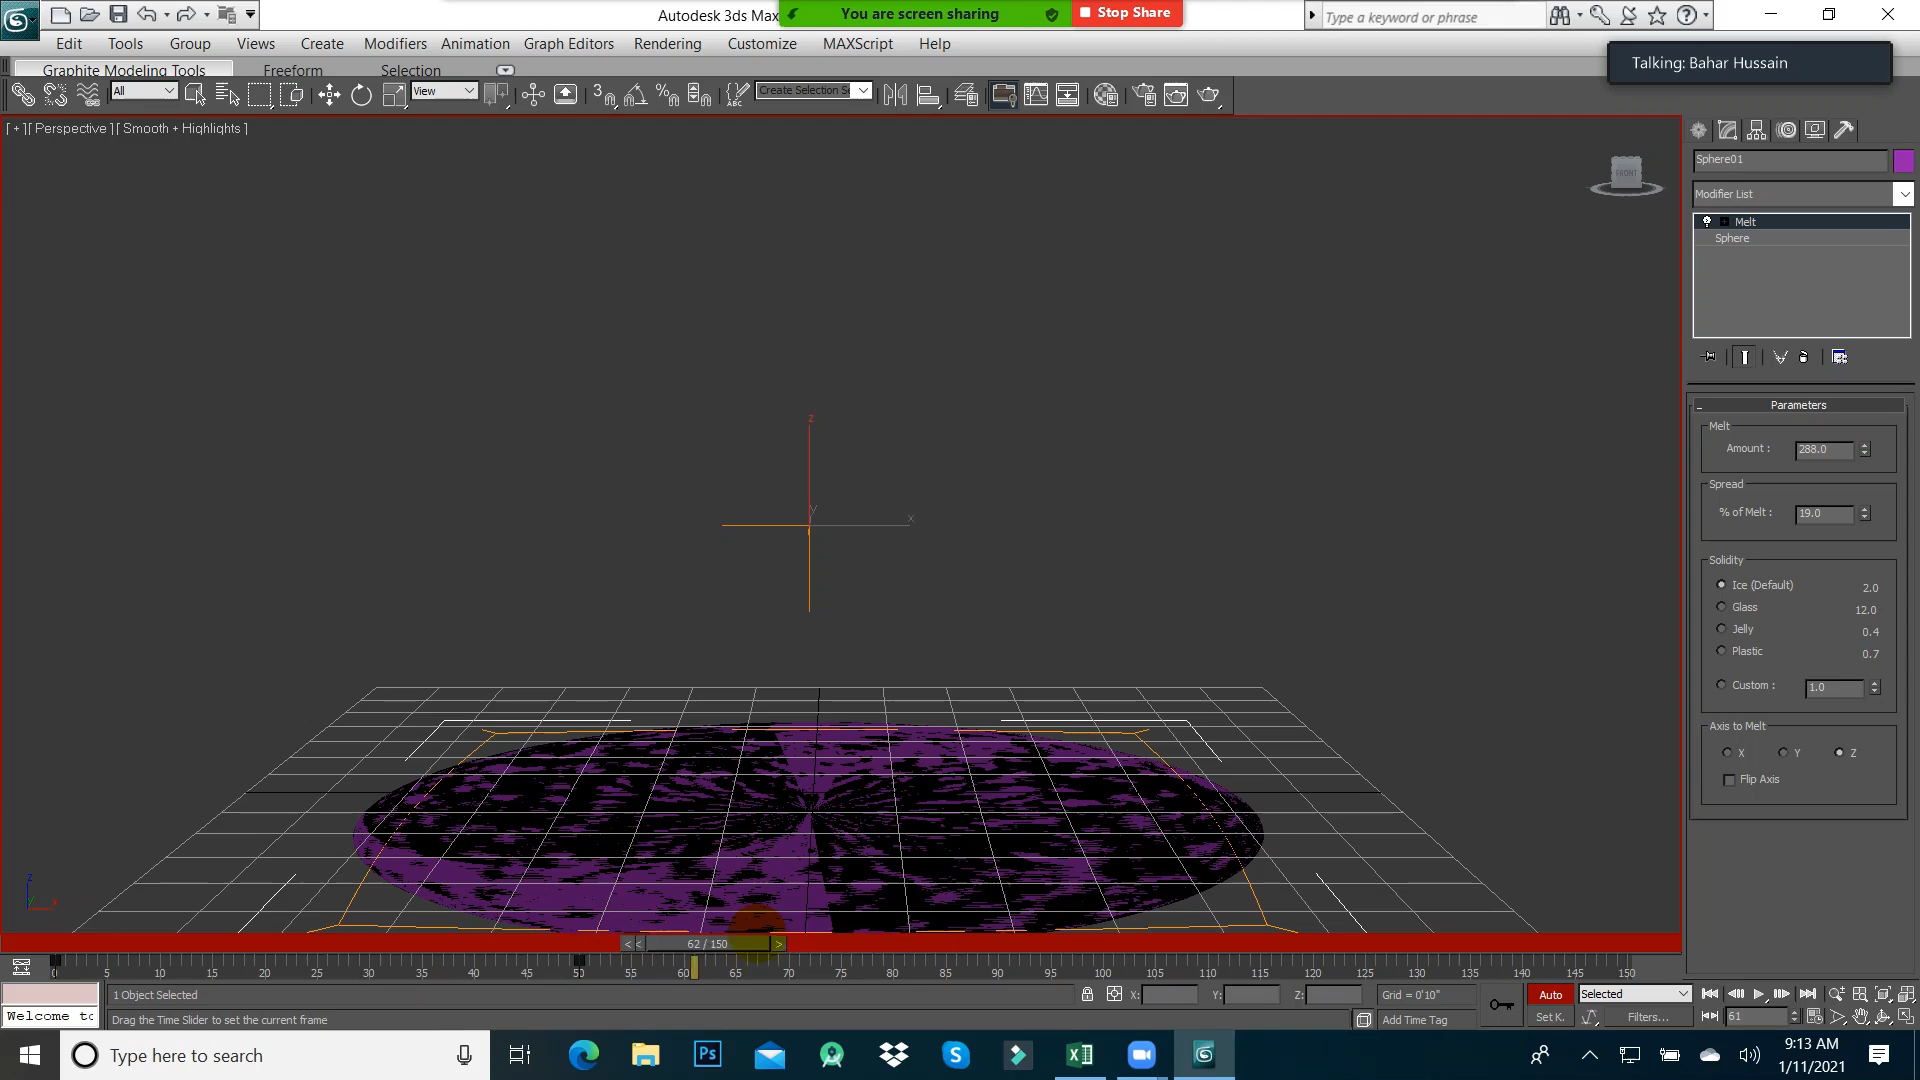 Autodesk 3ds Max
You are screen sharing
Stop Share
Type a keyword or phrase
Edit Tools Group Views Create Modifiers Animation Graph Editors Rendering Customize MAXScript Help
Talking: Bahar Hussain
Graphite Modeling Tools Freeform Selection
All
View
Create Selection Se
[ + ][ Perspective ][ Smooth + Highlights ]
FRONT
Sphere01
Modifier List
Melt
Sphere
Parameters
Melt
Amount : 288.0
Spread
% of Melt : 19.0
Solidity
Ice (Default) 2.0
Glass 12.0
Jelly 0.4
Plastic 0.7
Custom : 1.0
Axis to Melt
X Y Z
Flip Axis
z
y
x
z
y
x
< < 62 / 150 >
0 5 10 15 20 25 30 35 40 45 50 55 60 65 70 75 80 85 90 95 100 105 110 115 120 125 130 135 140 145 150
1 Object Selected
X: Y: Z:
Grid = 0'10"
Auto
Selected
Welcome to
Drag the Time Slider to set the current frame
Add Time Tag
Set K.
Filters...
61
Type here to search
9:13 AM
1/11/2021